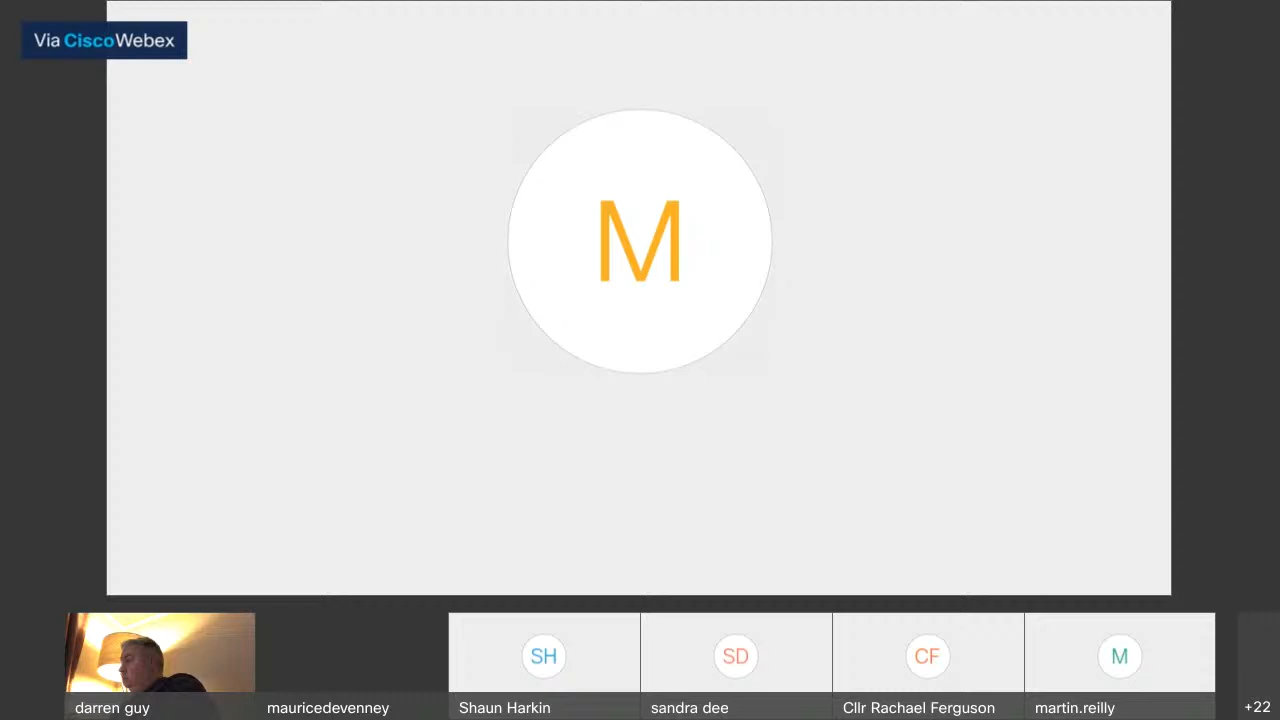 Via CiscoWebex
M
SH
SD
CF
M
darren guy
mauricedevenney
Shaun Harkin
sandra dee
Cllr Rachael Ferguson
martin.reilly
+22